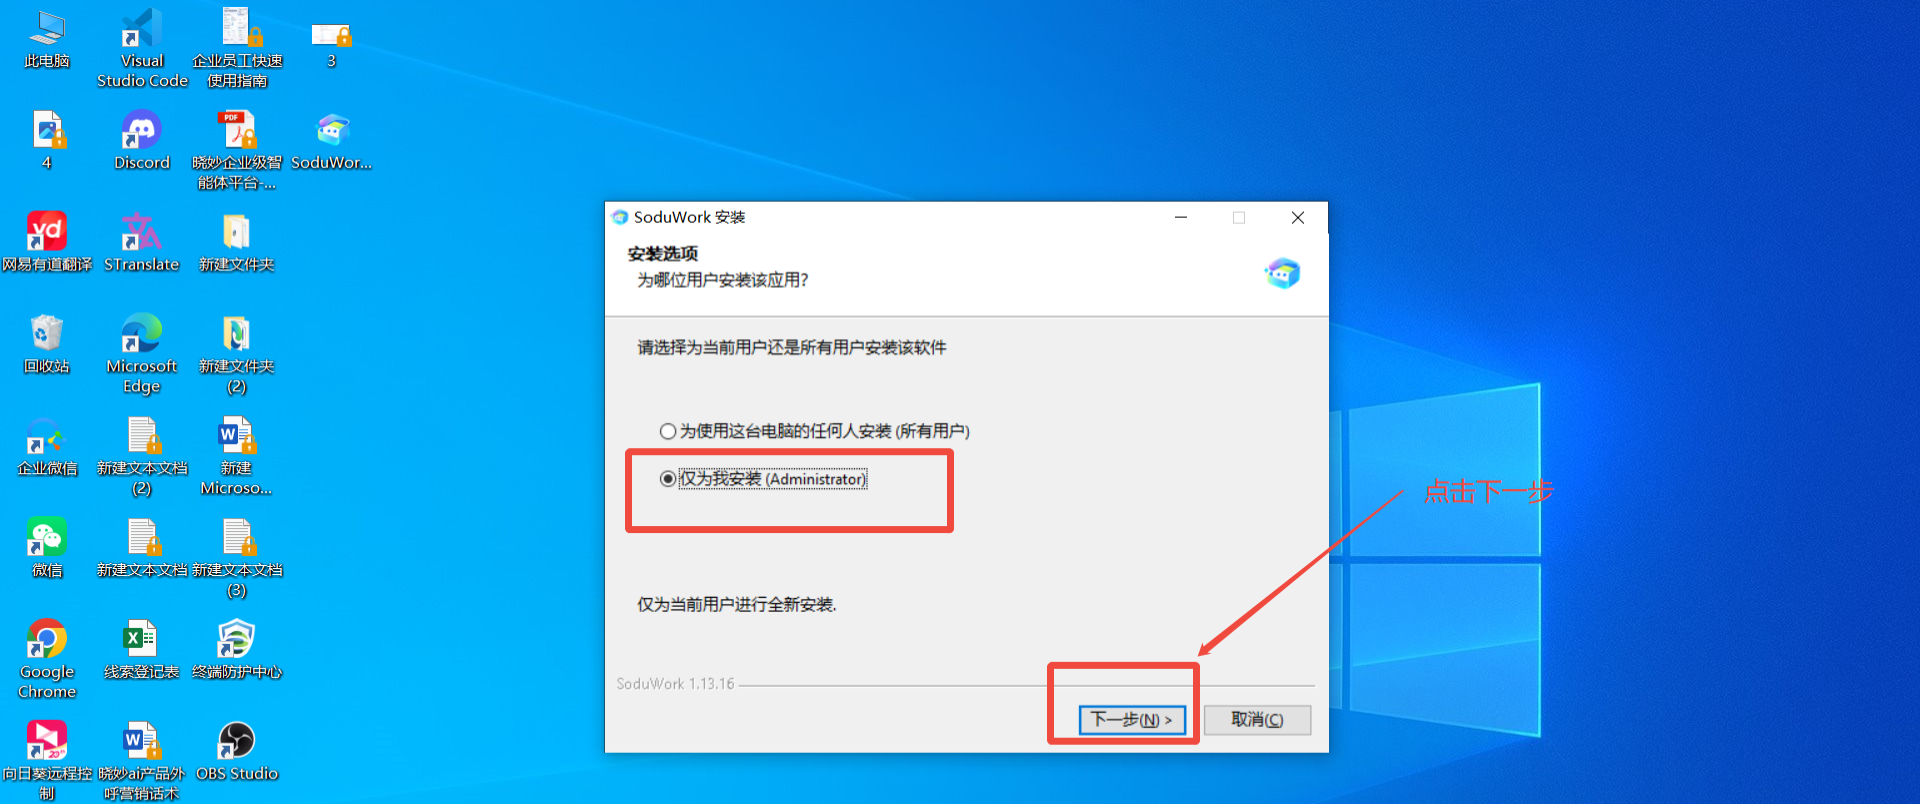 此电脑
Visual
Studio Code
企业员工快速
使用指南
3
4
Discord
PDF
晓妙企业级智
能体平台-...
SoduWor...
yd
网易有道翻译
STranslate
新建文件夹
回收站
Microsoft
Edge
新建文件夹
(2)
企业微信
新建文本文档
(2)
W
新建
Microso...
微信
新建文本文档
新建文本文档
(3)
Google
Chrome
X
线索登记表
终端防护中心
20th
向日葵远程控
制
W
晓妙ai产品外
呼营销话术
OBS Studio
SoduWork 安装
安装选项
为哪位用户安装该应用?
请选择为当前用户还是所有用户安装该软件
为使用这台电脑的任何人安装 (所有用户)
仅为我安装 (Administrator)
点击下一步
仅为当前用户进行全新安装.
SoduWork 1.13.16
下一步(N) >
取消(C)